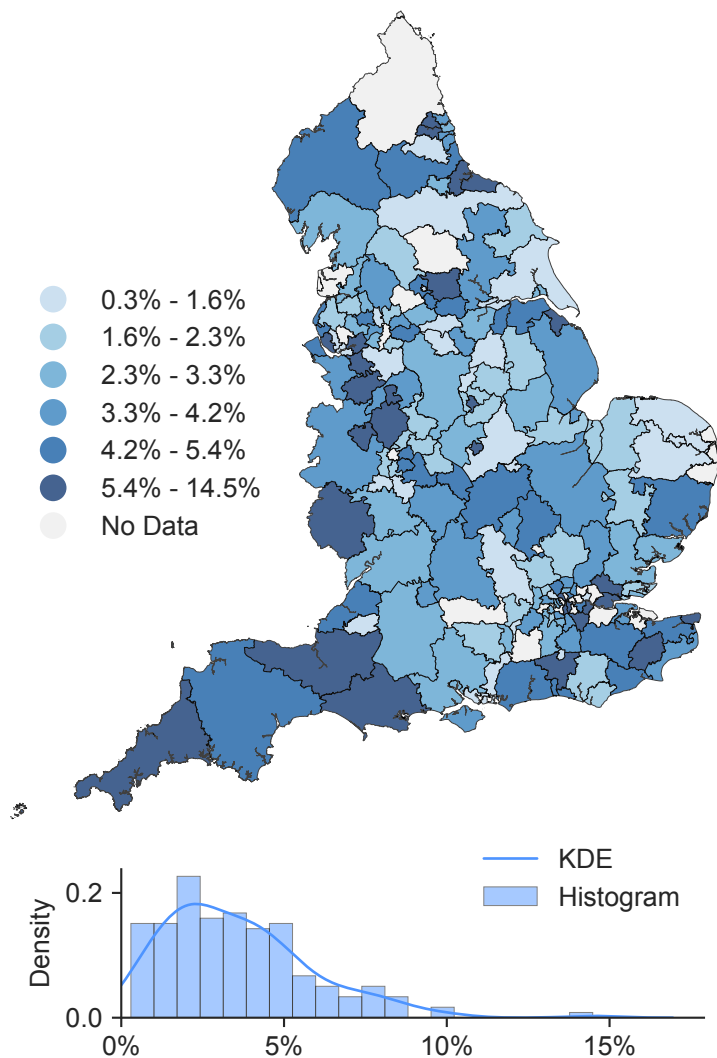 0.3% - 1.6%
1.6% - 2.3%
2.3% - 3.3%
3.3% - 4.2%
4.2% - 5.4%
5.4% - 14.5%
No Data
KDE
Histogram
Density
0.2
0.0
0% 5% 10% 15%